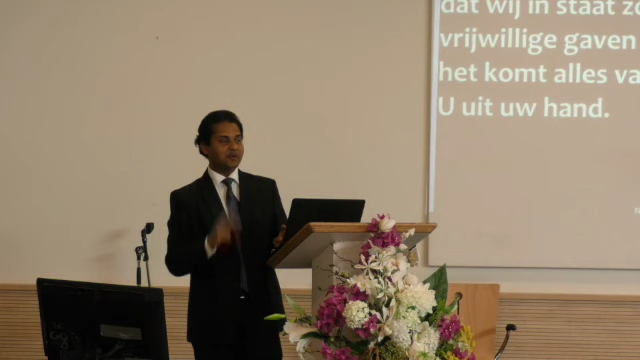 dat wij in staat
vrijwillige gaven
het komt alles
U uit uw hand.